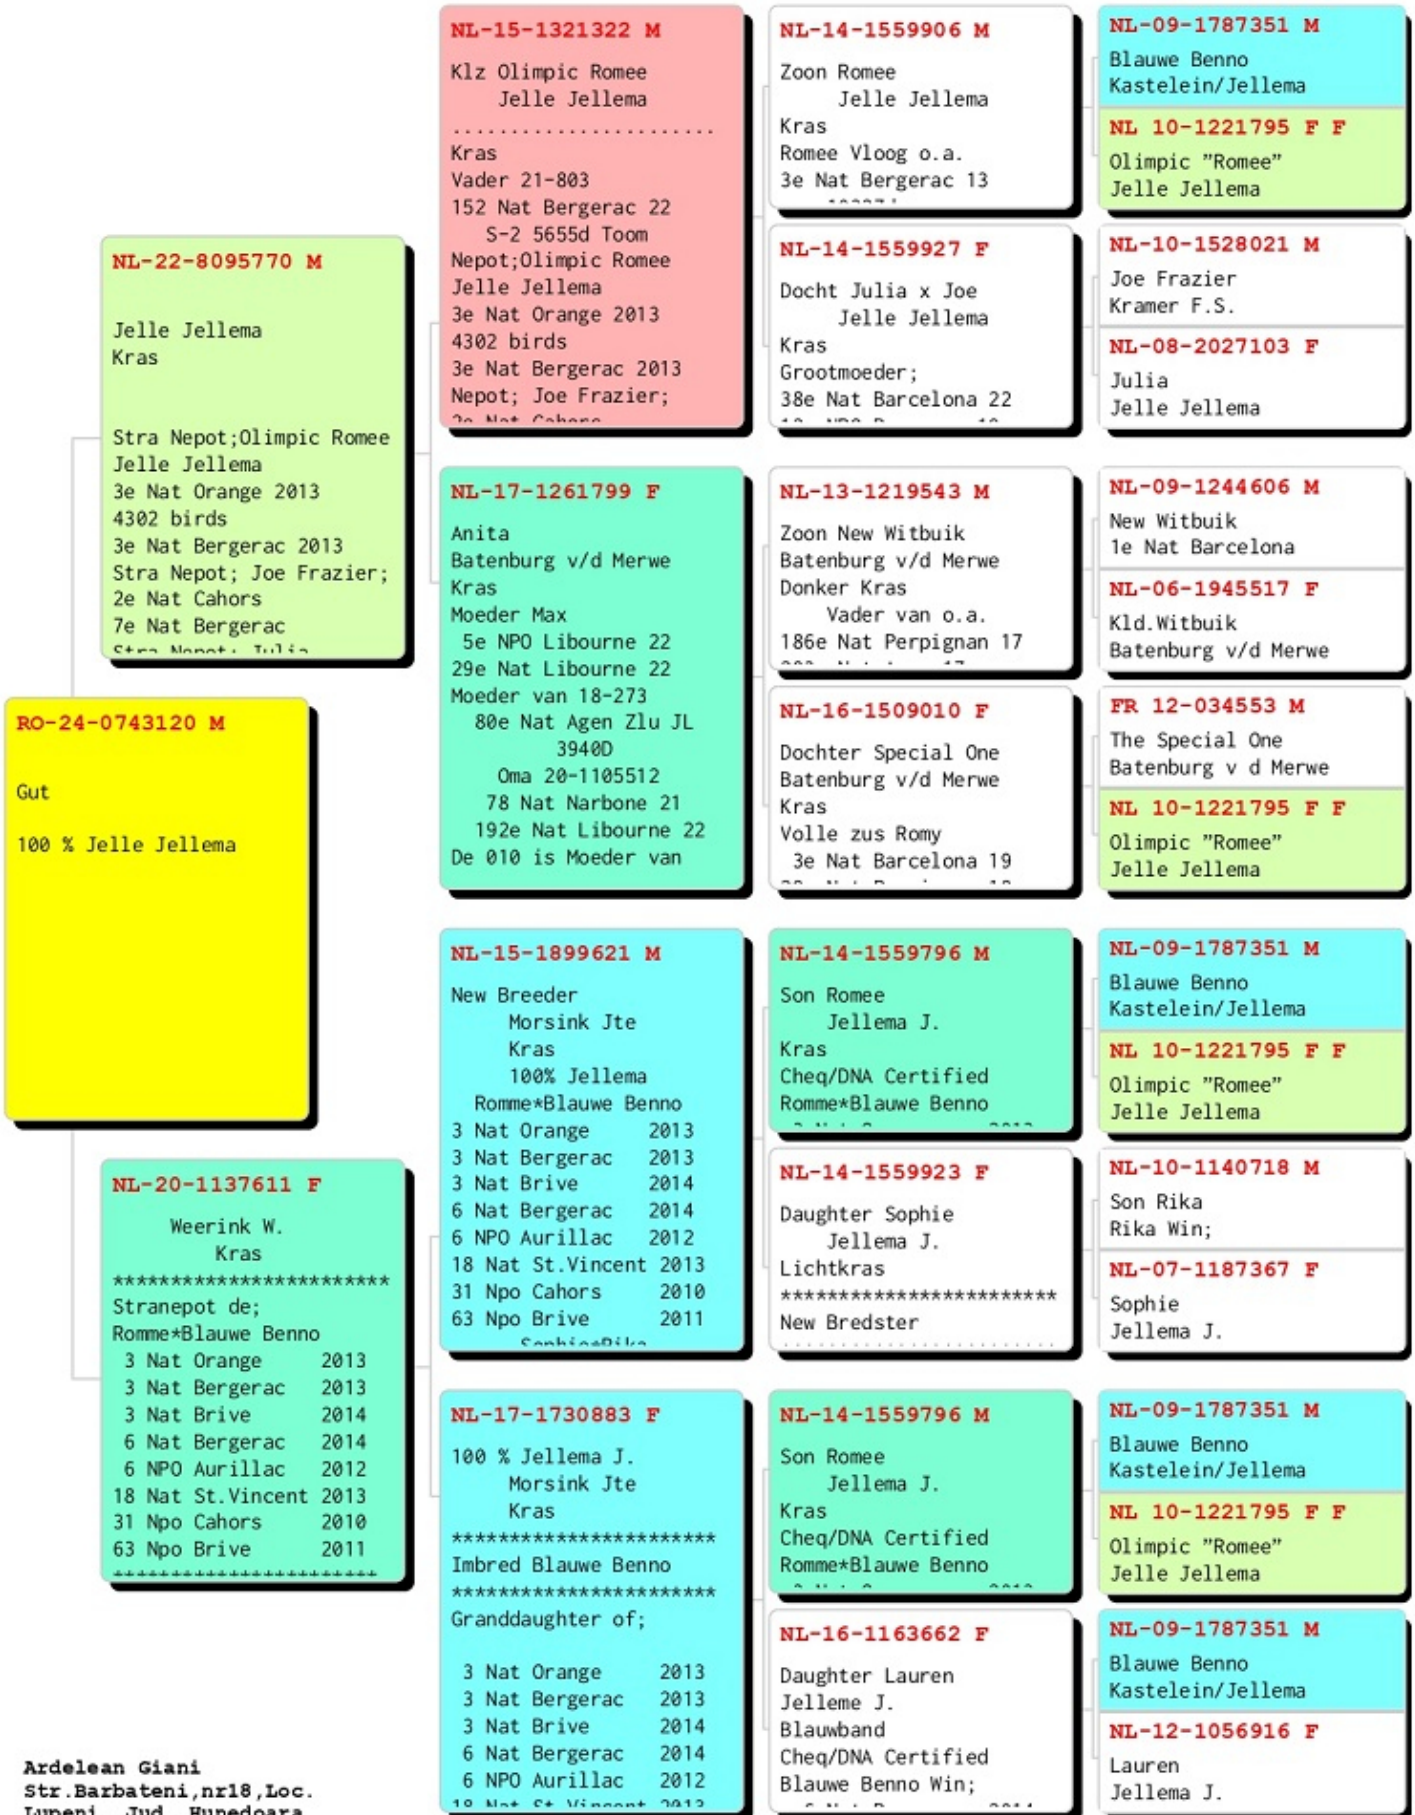 RO-24-0743120 M
Gut
100 % Jelle Jellema
NL-22-8095770 M
Jelle Jellema
Kras
Stra Nepot;Olimpic Romee
Jelle Jellema
3e Nat Orange 2013
4302 birds
3e Nat Bergerac 2013
Stra Nepot; Joe Frazier;
2e Nat Cahors
7e Nat Bergerac
Stra Nepot; Julia
NL-20-1137611 F
Weerink W.
Kras
************************
Stranepot de;
Romme*Blauwe Benno
3 Nat Orange 2013
3 Nat Bergerac 2013
3 Nat Brive 2014
6 Nat Bergerac 2014
6 NPO Aurillac 2012
18 Nat St.Vincent 2013
31 Npo Cahors 2010
63 Npo Brive 2011
NL-15-1321322 M
Klz Olimpic Romee
Jelle Jellema
.......................
Kras
Vader 21-803
152 Nat Bergerac 22
S-2 5655d Toom
Nepot;Olimpic Romee
Jelle Jellema
3e Nat Orange 2013
4302 birds
3e Nat Bergerac 2013
Nepot; Joe Frazier;
2e Nat Cahors
NL-17-1261799 F
Anita
Batenburg v/d Merwe
Kras
Moeder Max
5e NPO Libourne 22
29e Nat Libourne 22
Moeder van 18-273
80e Nat Agen Zlu JL
3940D
Oma 20-1105512
78 Nat Narbone 21
192e Nat Libourne 22
De 010 is Moeder van
NL-15-1899621 M
New Breeder
Morsink Jte
Kras
100% Jellema
Romme*Blauwe Benno
3 Nat Orange 2013
3 Nat Bergerac 2013
3 Nat Brive 2014
6 Nat Bergerac 2014
6 NPO Aurillac 2012
18 Nat St.Vincent 2013
31 Npo Cahors 2010
63 Npo Brive 2011
Sophie*Rika
NL-17-1730883 F
100 % Jellema J.
Morsink Jte
Kras
***********************
Imbred Blauwe Benno
***********************
Granddaughter of;
3 Nat Orange 2013
3 Nat Bergerac 2013
3 Nat Brive 2014
6 Nat Bergerac 2014
6 NPO Aurillac 2012
18 Nat St.Vincent 2013
NL-14-1559906 M
Zoon Romee
Jelle Jellema
Kras
Romee Vloog o.a.
3e Nat Bergerac 13
NL-14-1559927 F
Docht Julia x Joe
Jelle Jellema
Kras
Grootmoeder;
38e Nat Barcelona 22
NL-13-1219543 M
Zoon New Witbuik
Batenburg v/d Merwe
Donker Kras
Vader van o.a.
186e Nat Perpignan 17
NL-16-1509010 F
Dochter Special One
Batenburg v/d Merwe
Kras
Volle zus Romy
3e Nat Barcelona 19
NL-14-1559796 M
Son Romee
Jellema J.
Kras
Cheq/DNA Certified
Romme*Blauwe Benno
NL-14-1559923 F
Daughter Sophie
Jellema J.
Lichtkras
************************
New Bredster
NL-14-1559796 M
Son Romee
Jellema J.
Kras
Cheq/DNA Certified
Romme*Blauwe Benno
NL-16-1163662 F
Daughter Lauren
Jelleme J.
Blauwband
Cheq/DNA Certified
Blauwe Benno Win;
NL-09-1787351 M
Blauwe Benno
Kastelein/Jellema
NL 10-1221795 F F
Olimpic "Romee"
Jelle Jellema
NL-10-1528021 M
Joe Frazier
Kramer F.S.
NL-08-2027103 F
Julia
Jelle Jellema
NL-09-1244606 M
New Witbuik
1e Nat Barcelona
NL-06-1945517 F
Kld.Witbuik
Batenburg v/d Merwe
FR 12-034553 M
The Special One
Batenburg v d Merwe
NL 10-1221795 F F
Olimpic "Romee"
Jelle Jellema
NL-09-1787351 M
Blauwe Benno
Kastelein/Jellema
NL 10-1221795 F F
Olimpic "Romee"
Jelle Jellema
NL-10-1140718 M
Son Rika
Rika Win;
NL-07-1187367 F
Sophie
Jellema J.
NL-09-1787351 M
Blauwe Benno
Kastelein/Jellema
NL 10-1221795 F F
Olimpic "Romee"
Jelle Jellema
NL-09-1787351 M
Blauwe Benno
Kastelein/Jellema
NL-12-1056916 F
Lauren
Jellema J.
Ardelean Giani
Str.Barbateni,nr18,Loc.
Lupeni, Jud. Hunedoara